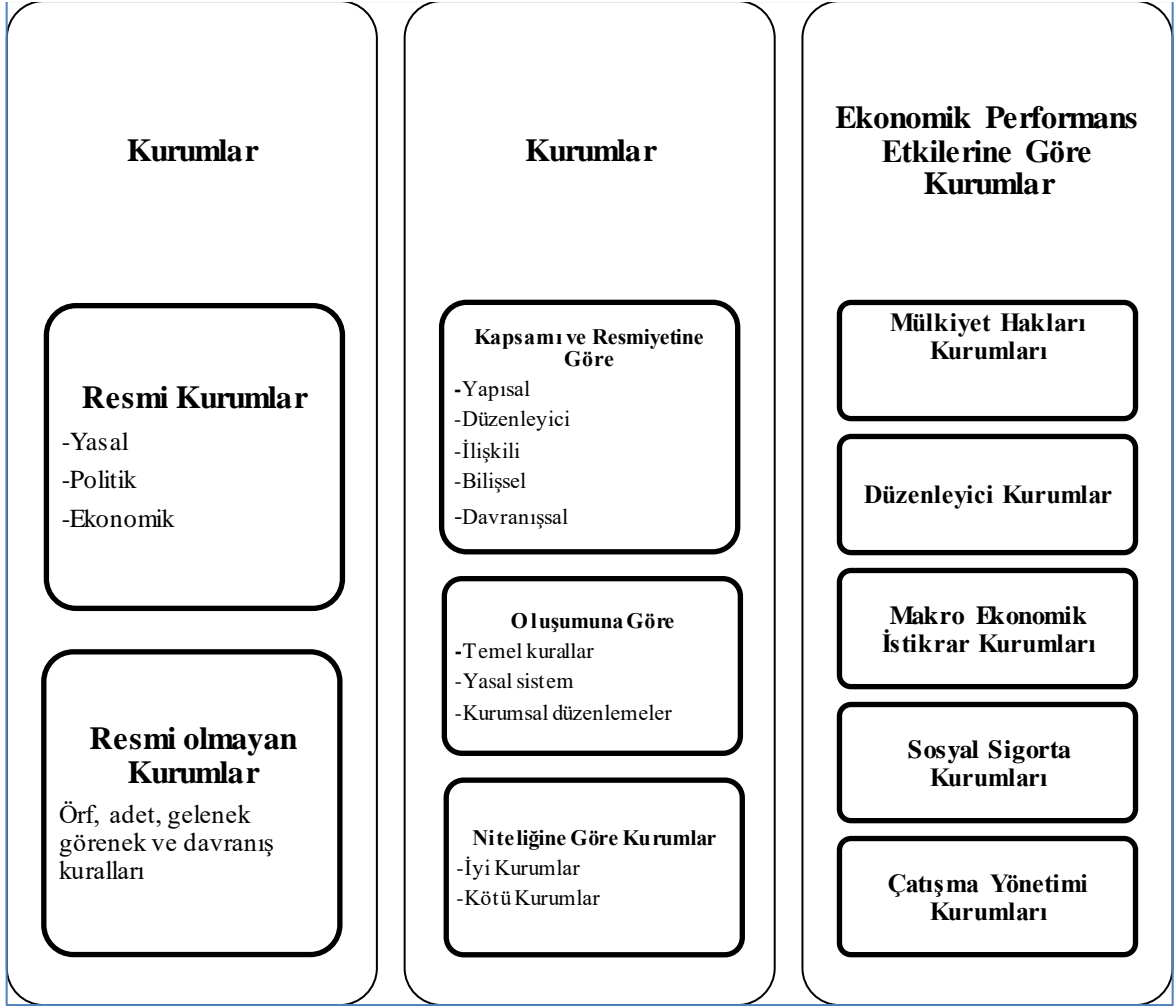 Kurumlar
Resmi Kurumlar
-Yasal
-Politik
-Ekonomik
Resmi olmayan
Kurumlar
Örf, adet, gelenek
görenek ve davranış
kuralları
Kurumlar
Kapsamı ve Resmiyetine
Göre
-Yapısal
-Düzenleyici
-İlişkili
-Bilişsel
-Davranışsal
Oluşumuna Göre
-Temel kurallar
-Yasal sistem
-Kurumsal düzenlemeler
Niteliğine Göre Kurumlar
-İyi Kurumlar
-Kötü Kurumlar
Ekonomik Performans
Etkilerine Göre
Kurumlar
Mülkiyet Hakları
Kurumları
Düzenleyici Kurumlar
Makro Ekonomik
İstikrar Kurumları
Sosyal Sigorta
Kurumları
Çatışma Yönetimi
Kurumları